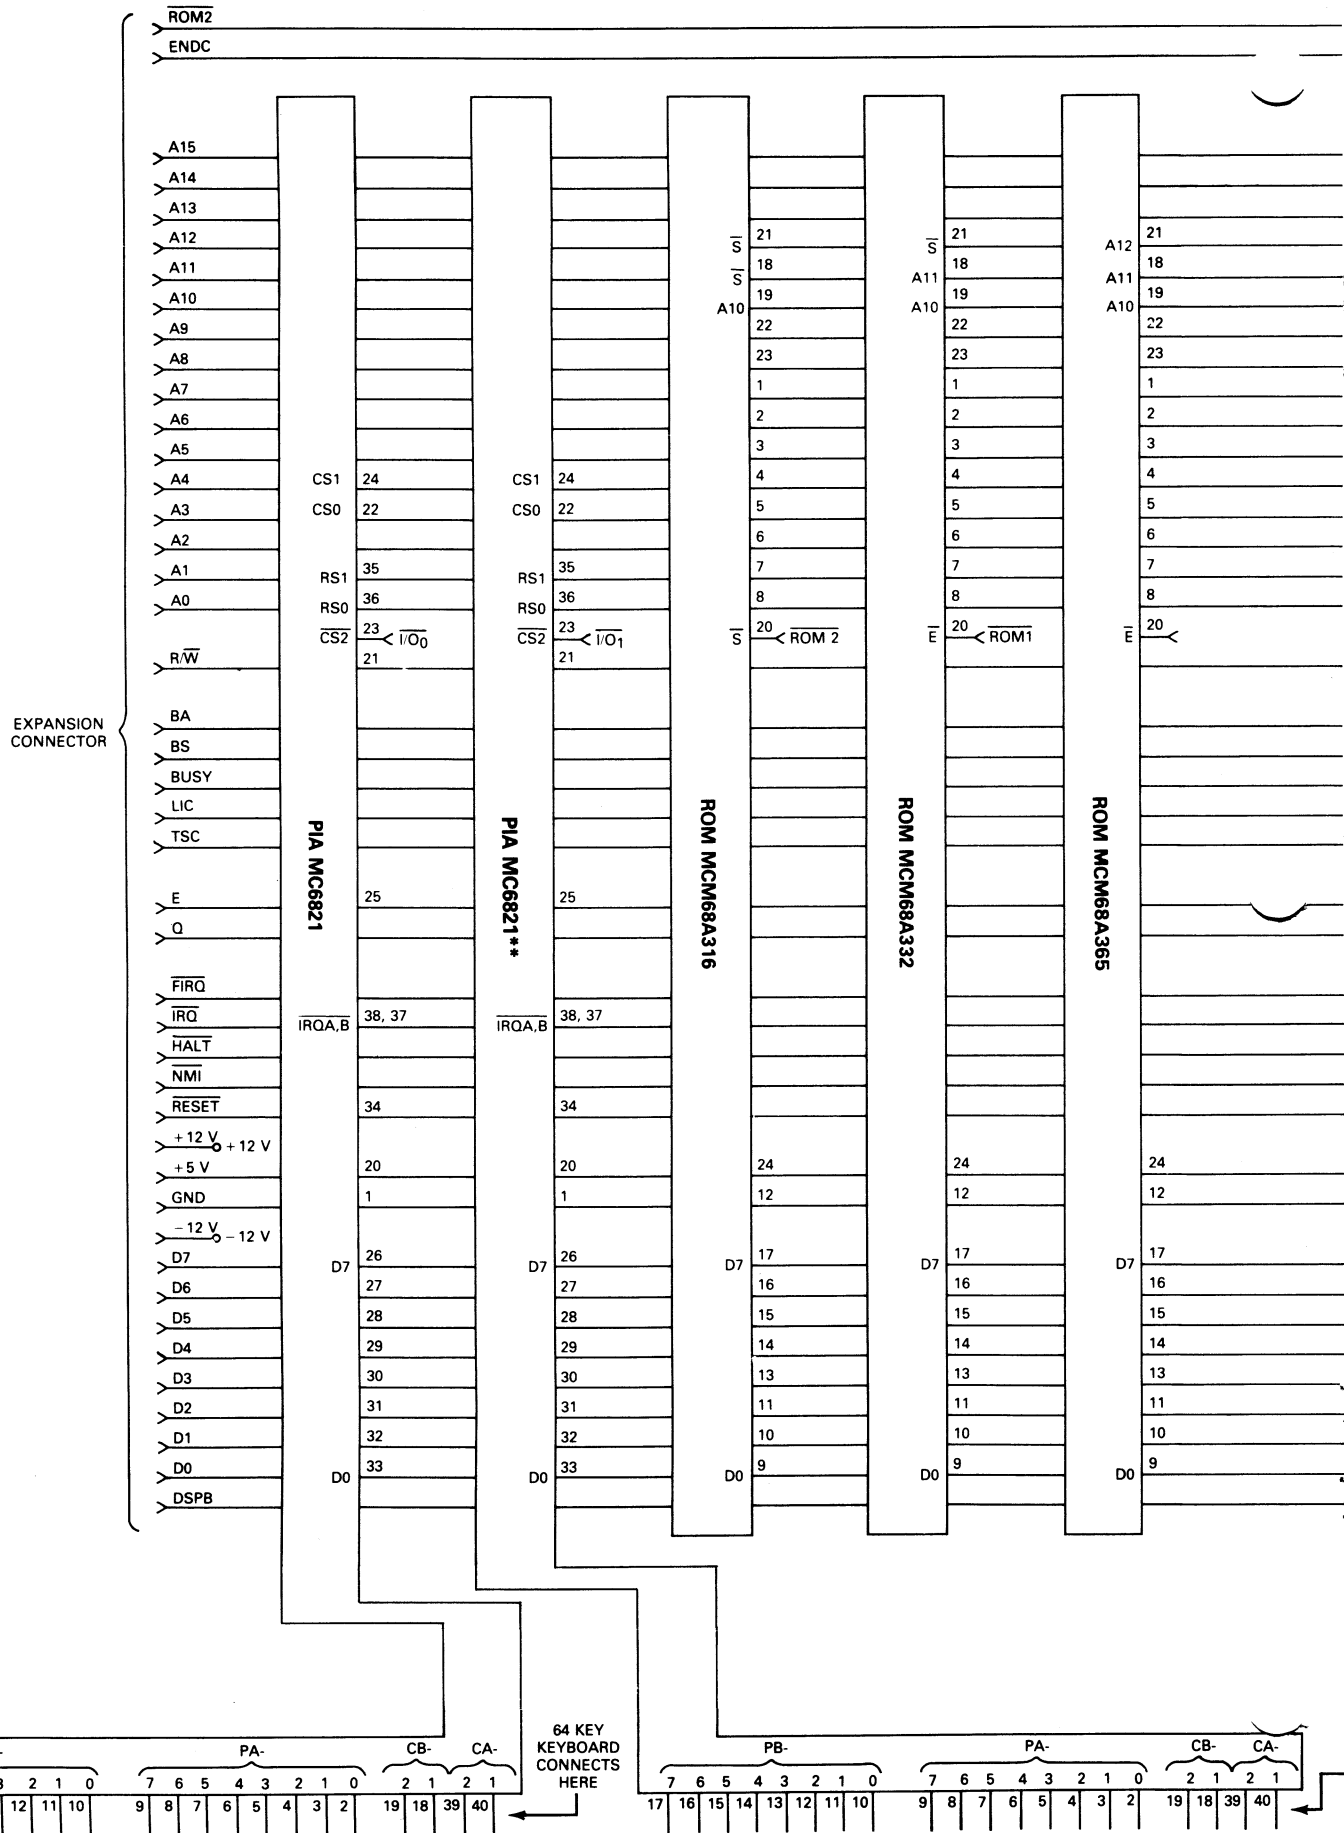 ROM2
ENDC
A15
A14
A13
A12 S 21 S 21 A12 21
A11 S 18 A11 18 A11 18
A10 A10 19 A10 19 A10 19
A9 22 22 22
A8 23 23 23
A7 1 1 1
A6 2 2 2
A5 3 3 3
A4 CS1 24 CS1 24 4 4 4
A3 CS0 22 CS0 22 5 5 5
A2 6 6 6
A1 RS1 35 RS1 35 7 7 7
A0 RS0 36 RS0 36 8 8 8
CS2 23 I/O0 CS2 23 I/O1 S 20 ROM 2 E 20 ROM1 E 20
R/W 21 21
EXPANSION
CONNECTOR
BA
BS
BUSY
LIC
TSC
PIA MC6821
PIA MC6821**
ROM MCM68A316
ROM MCM68A332
ROM MCM68A365
E 25 25
Q
FIRQ
IRQ IRQA,B 38, 37 IRQA,B 38, 37
HALT
NMI
RESET 34 34
+12 V +12 V
+5 V 20 20 24 24 24
GND 1 1 12 12 12
-12 V -12 V
D7 D7 26 D7 26 D7 17 D7 17 D7 17
D6 27 27 16 16 16
D5 28 28 15 15 15
D4 29 29 14 14 14
D3 30 30 13 13 13
D2 31 31 11 11 11
D1 32 32 10 10 10
D0 D0 33 D0 33 D0 9 D0 9 D0 9
DSPB
64 KEY
KEYBOARD
CONNECTS
HERE
- PA- CB- CA- PB- PA- CB- CA-
2 1 0 7 6 5 4 3 2 1 0 2 1 2 1 7 6 5 4 3 2 1 0 7 6 5 4 3 2 1 0 2 1 2 1
12 11 10 9 8 7 6 5 4 3 2 19 18 39 40 17 16 15 14 13 12 11 10 9 8 7 6 5 4 3 2 19 18 39 40